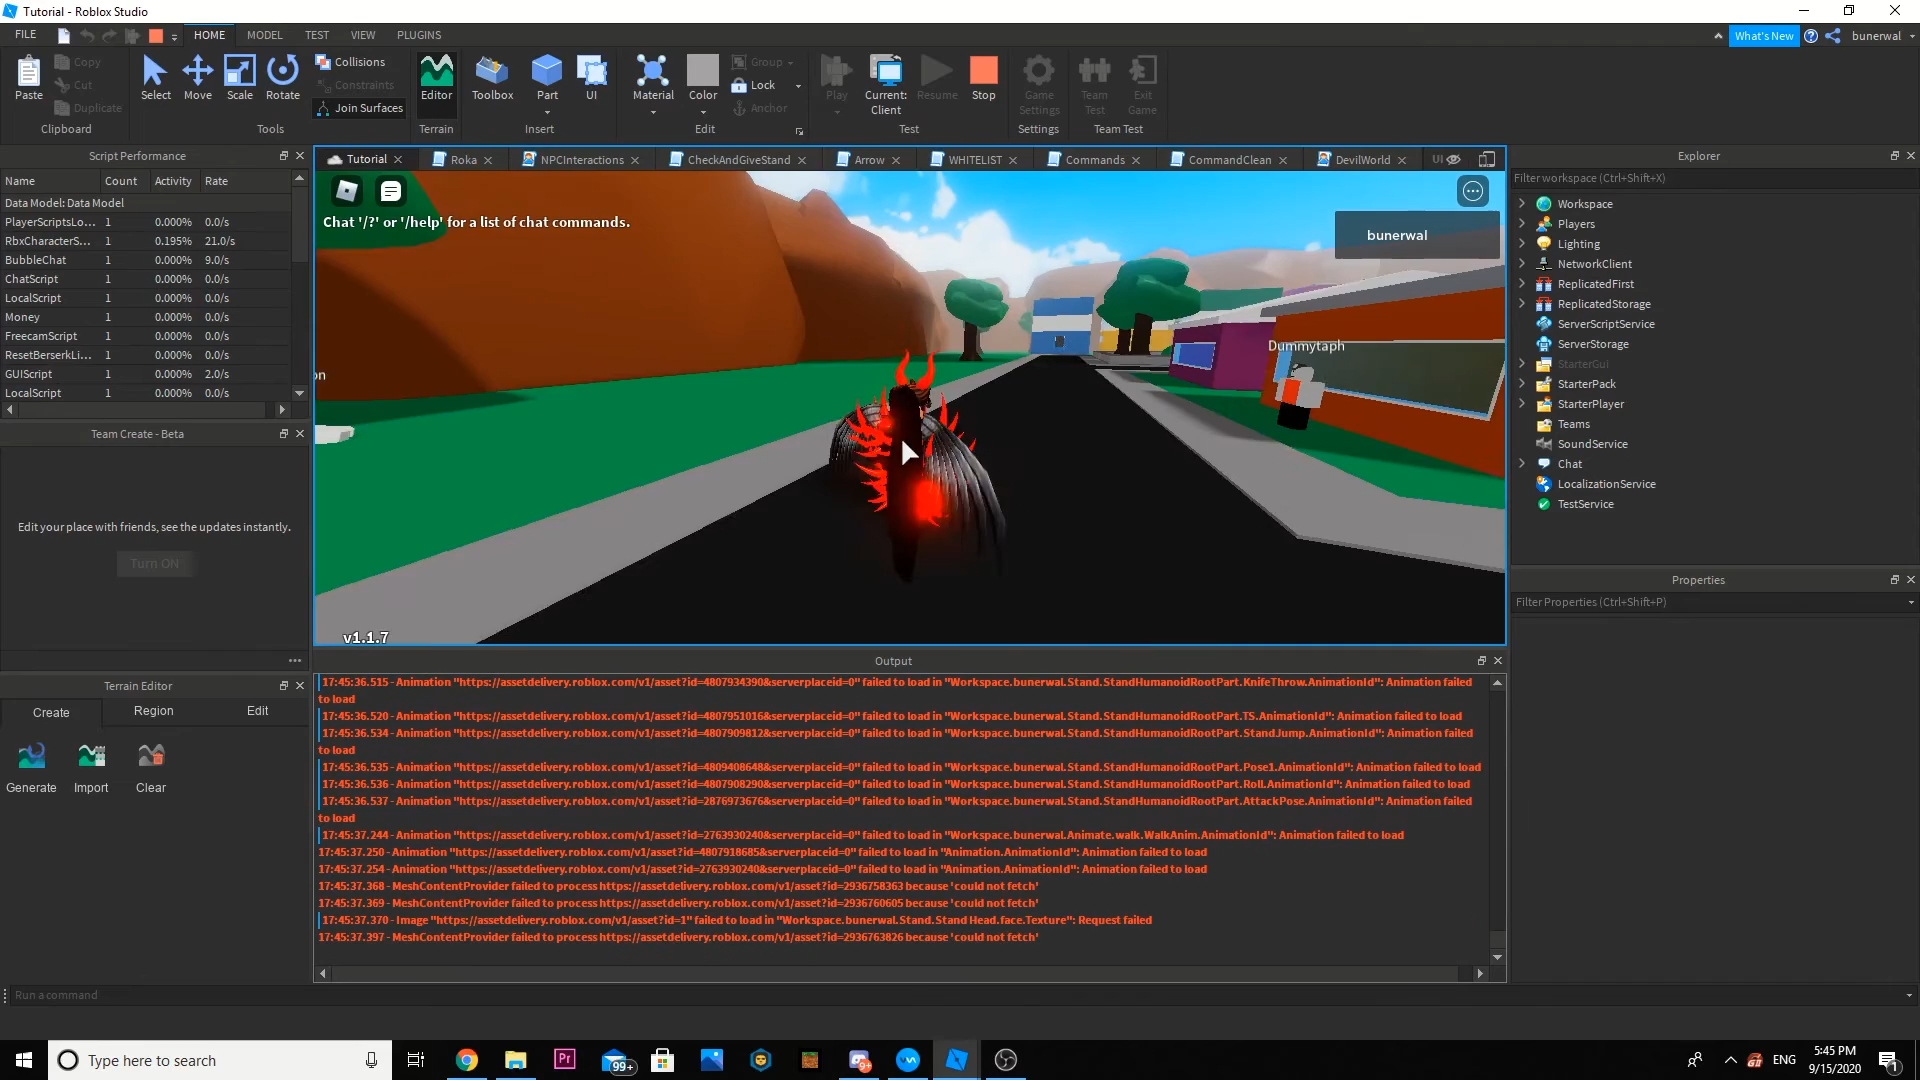 Tutorial - Roblox Studio
FILE
HOME
MODEL
TEST
VIEW
PLUGINS
What's New
bunerwal
Paste
Copy
Cut
Duplicate
Clipboard
Select
Move
Scale
Rotate
Collisions
Constraints
Join Surfaces
Tools
Editor
Terrain
Toolbox
Part
UI
Insert
Material
Color
Group
Lock
Anchor
Edit
Play
Current:
Client
Resume
Stop
Test
Game
Settings
Settings
Team
Test
Exit
Game
Team Test
Script Performance
Name Count Activity Rate
Data Model: Data Model
PlayerScriptsLo... 1 0.000% 0.0/s
RbxCharacterS... 1 0.195% 21.0/s
BubbleChat 1 0.000% 9.0/s
ChatScript 1 0.000% 0.0/s
LocalScript 1 0.000% 0.0/s
Money 1 0.000% 0.0/s
FreecamScript 1 0.000% 0.0/s
ResetBerserkLi... 1 0.000% 0.0/s
GUIScript 1 0.000% 2.0/s
LocalScript 1 0.000% 0.0/s
Team Create - Beta
Edit your place with friends, see the updates instantly.
Turn ON
Terrain Editor
Create
Region
Edit
Generate
Import
Clear
Tutorial
Roka
NPCInteractions
CheckAndGiveStand
Arrow
WHITELIST
Commands
CommandClean
DevilWorld
UI
Chat '/?' or '/help' for a list of chat commands.
bunerwal
Dummytaph
on
v1.1.7
Output
17:45:36.515 - Animation "https://assetdelivery.roblox.com/v1/asset?id=4807934390&serverplaceid=0" failed to load in "Workspace.bunerwal.Stand.StandHumanoidRootPart.KnifeThrow.AnimationId": Animation failed
to load
17:45:36.520 - Animation "https://assetdelivery.roblox.com/v1/asset?id=4807951016&serverplaceid=0" failed to load in "Workspace.bunerwal.Stand.StandHumanoidRootPart.TS.AnimationId": Animation failed to load
17:45:36.534 - Animation "https://assetdelivery.roblox.com/v1/asset?id=4807909812&serverplaceid=0" failed to load in "Workspace.bunerwal.Stand.StandHumanoidRootPart.StandJump.AnimationId": Animation failed
to load
17:45:36.535 - Animation "https://assetdelivery.roblox.com/v1/asset?id=4809408648&serverplaceid=0" failed to load in "Workspace.bunerwal.Stand.StandHumanoidRootPart.Pose1.AnimationId": Animation failed to load
17:45:36.536 - Animation "https://assetdelivery.roblox.com/v1/asset?id=4807908290&serverplaceid=0" failed to load in "Workspace.bunerwal.Stand.StandHumanoidRootPart.Roll.AnimationId": Animation failed to load
17:45:36.537 - Animation "https://assetdelivery.roblox.com/v1/asset?id=2876973676&serverplaceid=0" failed to load in "Workspace.bunerwal.Stand.StandHumanoidRootPart.AttackPose.AnimationId": Animation failed
to load
17:45:37.244 - Animation "https://assetdelivery.roblox.com/v1/asset?id=2763930240&serverplaceid=0" failed to load in "Workspace.bunerwal.Animate.walk.WalkAnim.AnimationId": Animation failed to load
17:45:37.250 - Animation "https://assetdelivery.roblox.com/v1/asset?id=4807918685&serverplaceid=0" failed to load in "Animation.AnimationId": Animation failed to load
17:45:37.254 - Animation "https://assetdelivery.roblox.com/v1/asset?id=2763930240&serverplaceid=0" failed to load in "Animation.AnimationId": Animation failed to load
17:45:37.368 - MeshContentProvider failed to process https://assetdelivery.roblox.com/v1/asset?id=2936758363 because 'could not fetch'
17:45:37.369 - MeshContentProvider failed to process https://assetdelivery.roblox.com/v1/asset?id=2936760605 because 'could not fetch'
17:45:37.370 - Image "https://assetdelivery.roblox.com/v1/asset?id=1" failed to load in "Workspace.bunerwal.Stand.Stand Head.face.Texture": Request failed
17:45:37.397 - MeshContentProvider failed to process https://assetdelivery.roblox.com/v1/asset?id=2936763826 because 'could not fetch'
Explorer
Filter workspace (Ctrl+Shift+X)
Workspace
Players
Lighting
NetworkClient
ReplicatedFirst
ReplicatedStorage
ServerScriptService
ServerStorage
StarterGui
StarterPack
StarterPlayer
Teams
SoundService
Chat
LocalizationService
TestService
Properties
Filter Properties (Ctrl+Shift+P)
Run a command
Type here to search
Pr
99+
ENG
5:45 PM
9/15/2020
1